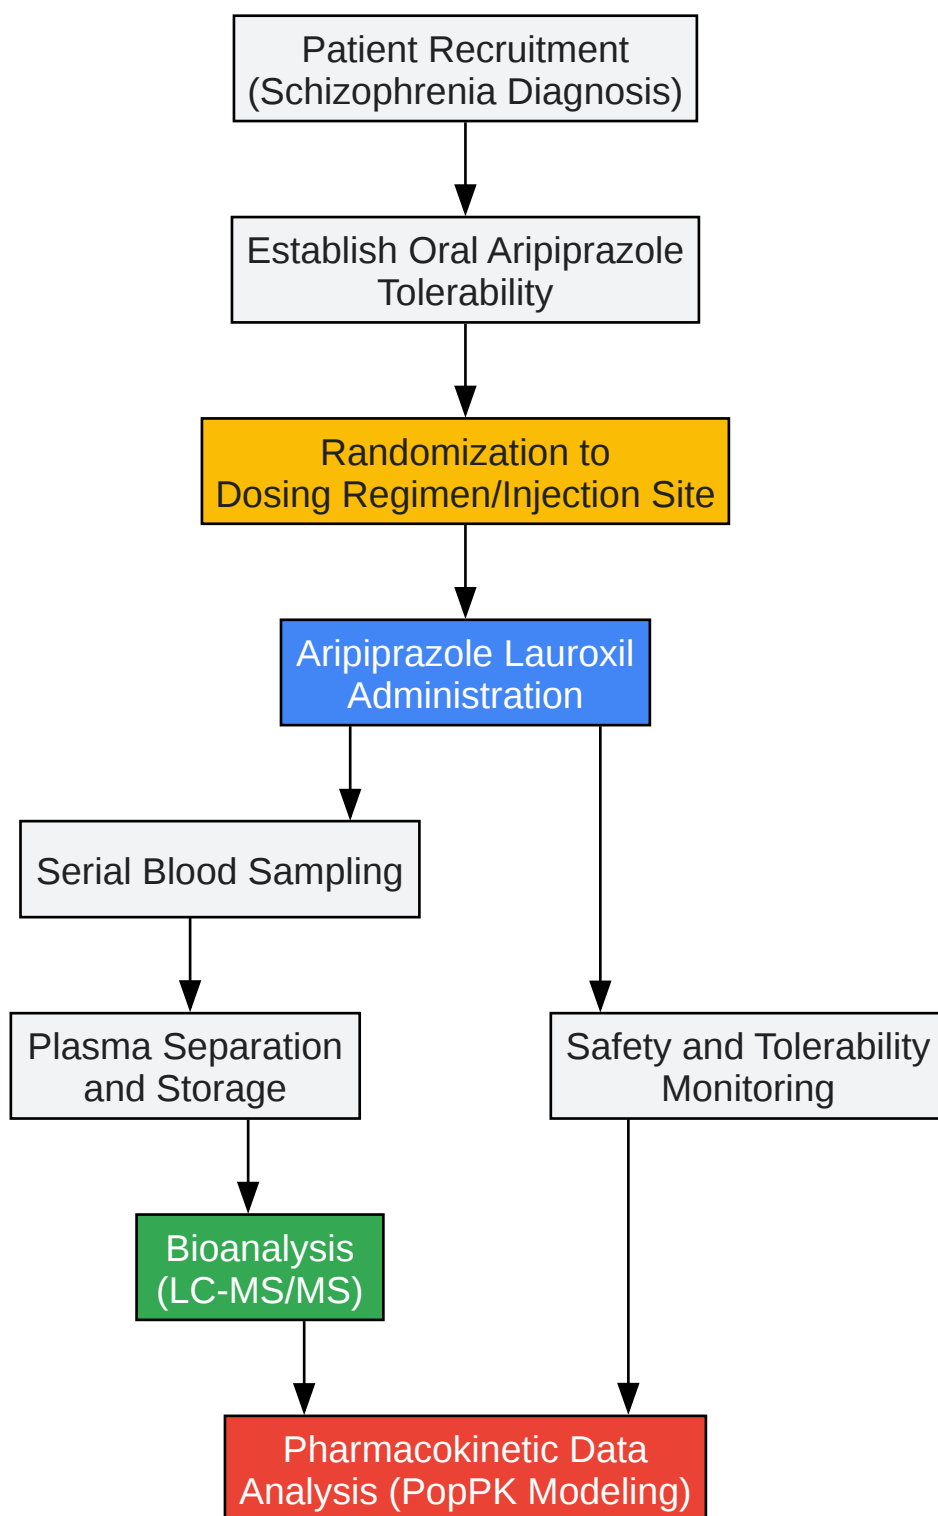 Patient Recruitment
(Schizophrenia Diagnosis)
Establish Oral Aripiprazole
Tolerability
Randomization to
Dosing Regimen/Injection Site
Aripiprazole Lauroxil
Administration
Serial Blood Sampling
Plasma Separation
and Storage
Safety and Tolerability
Monitoring
Bioanalysis
(LC-MS/MS)
Pharmacokinetic Data
Analysis (PopPK Modeling)